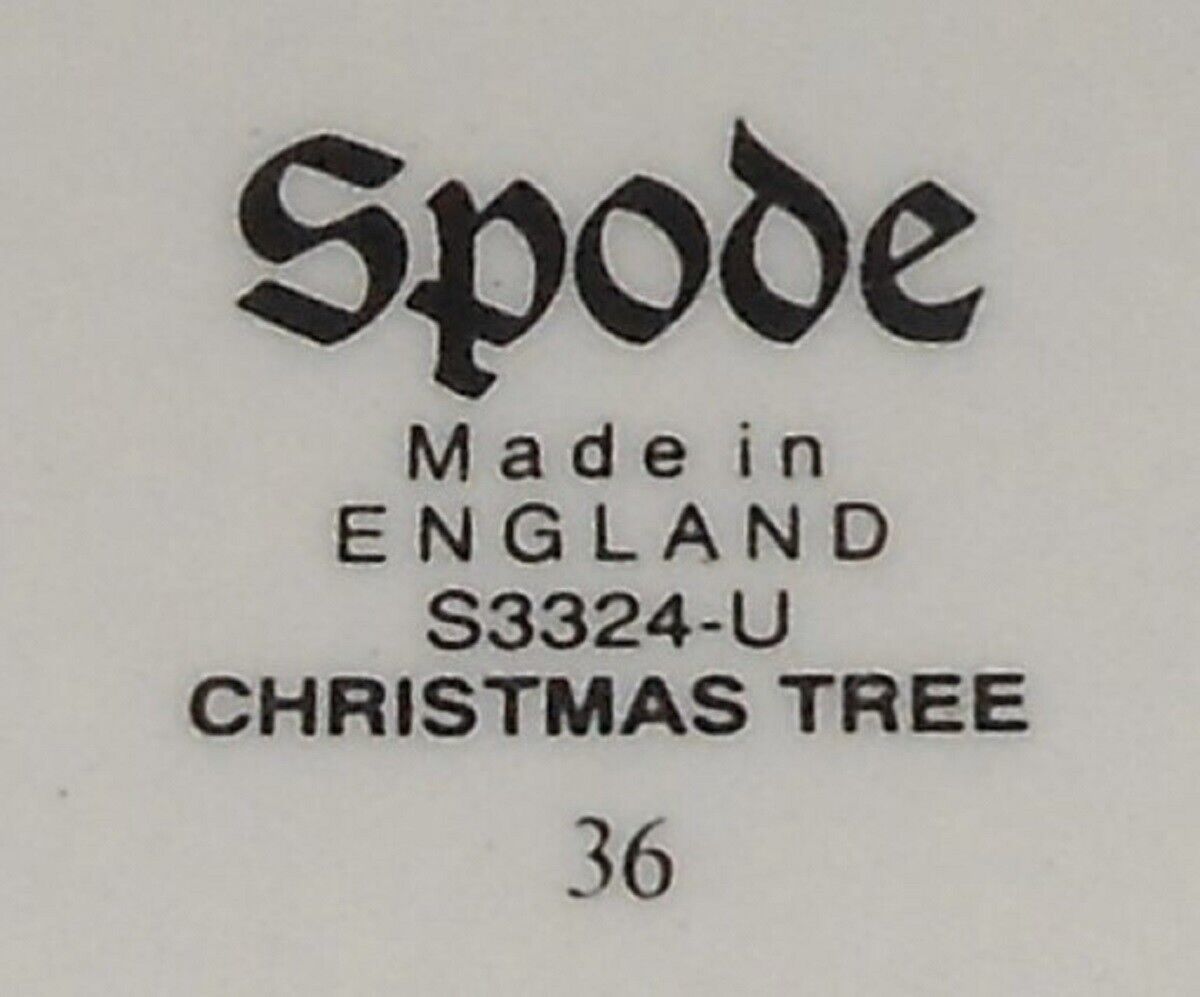 Spode
Made in
ENGLAND
S3324-U
CHRISTMAS TREE
36